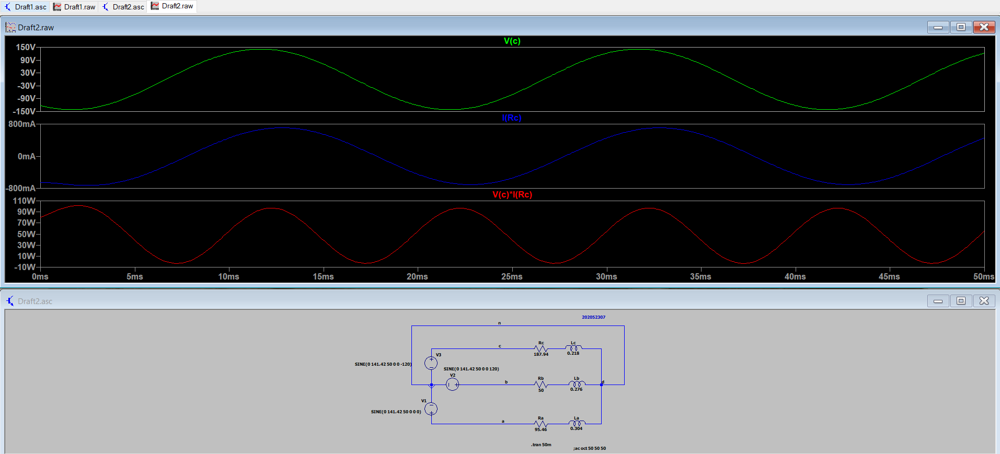 Draft1.asc Draft1.raw Draft2.asc Draft2.raw
Draft2.raw
V(c)
150V
90V
30V
-30V
-90V
-150V
I(Rc)
800mA
0mA
-800mA
V(c)*I(Rc)
110W
90W
70W
50W
30W
10W
-10W
0ms 5ms 10ms 15ms 20ms 25ms 30ms 35ms 40ms 45ms 50ms
Draft2.asc
202052307
n
c
Rc
Lc
187.94
0.218
V3
SINE(0 141.42 50 0 0 -120)
SINE(0 141.42 50 0 0 120)
V2
b
Rb
Lb
d
50
0.276
V1
SINE(0 141.42 50 0 0 0)
a
Ra
La
95.46
0.304
.tran 50m
;ac oct 50 50 50